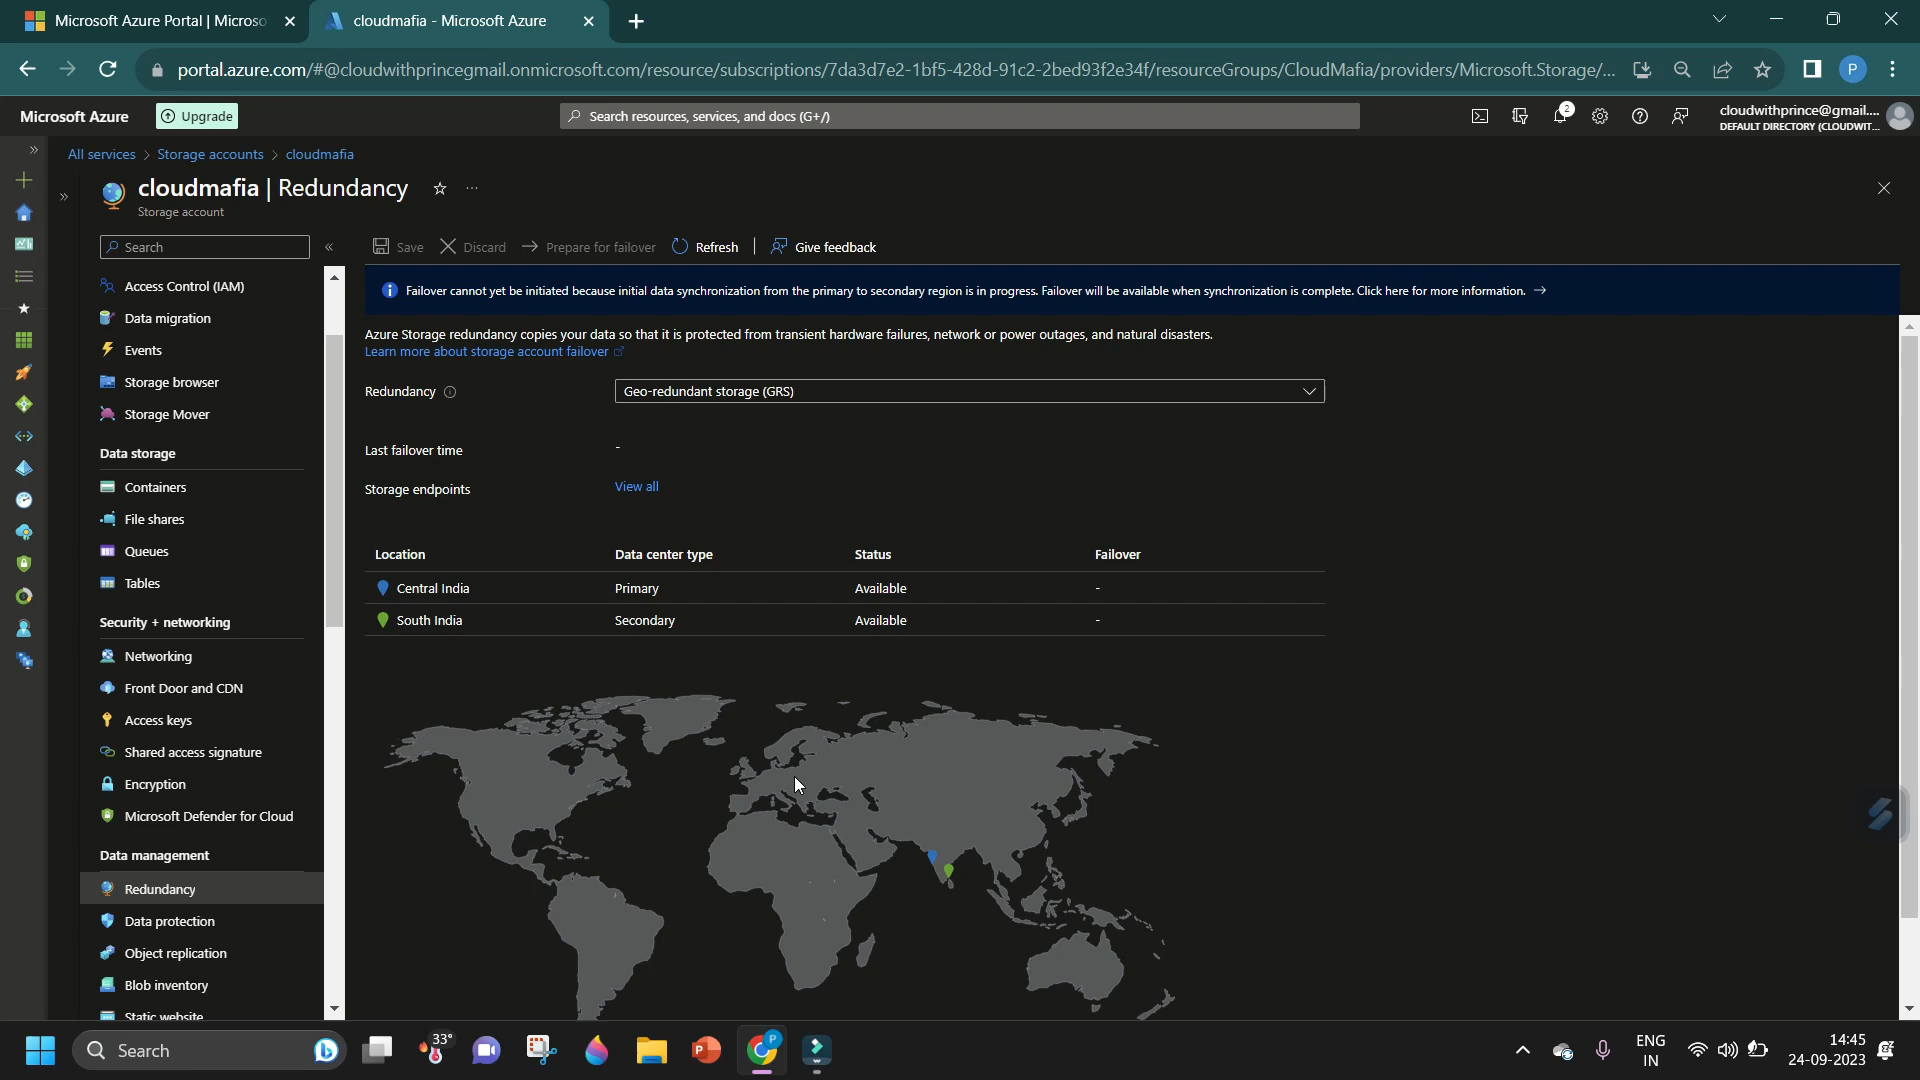 Microsoft Azure Portal | Microso
cloudmafia - Microsoft Azure
portal.azure.com/#@cloudwithprincegmail.onmicrosoft.com/resource/subscriptions/7da3d7e2-1bf5-428d-91c2-2bed93f2e34f/resourceGroups/CloudMafia/providers/Microsoft.Storage/...
P
Microsoft Azure
Upgrade
Search resources, services, and docs (G+/)
2
cloudwithprince@gmail....
DEFAULT DIRECTORY (CLOUDWIT...
All services > Storage accounts > cloudmafia
cloudmafia | Redundancy
Storage account
Search
Save
Discard
Prepare for failover
Refresh
Give feedback
Access Control (IAM)
Data migration
Events
Storage browser
Storage Mover
Data storage
Containers
File shares
Queues
Tables
Security + networking
Networking
Front Door and CDN
Access keys
Shared access signature
Encryption
Microsoft Defender for Cloud
Data management
Redundancy
Data protection
Object replication
Blob inventory
Static website
Failover cannot yet be initiated because initial data synchronization from the primary to secondary region is in progress. Failover will be available when synchronization is complete. Click here for more information.
Azure Storage redundancy copies your data so that it is protected from transient hardware failures, network or power outages, and natural disasters.
Learn more about storage account failover
Redundancy
Geo-redundant storage (GRS)
Last failover time
-
Storage endpoints
View all
Location Data center type Status Failover
Central India Primary Available -
South India Secondary Available -
Search
33°
P
ENG
IN
14:45
24-09-2023